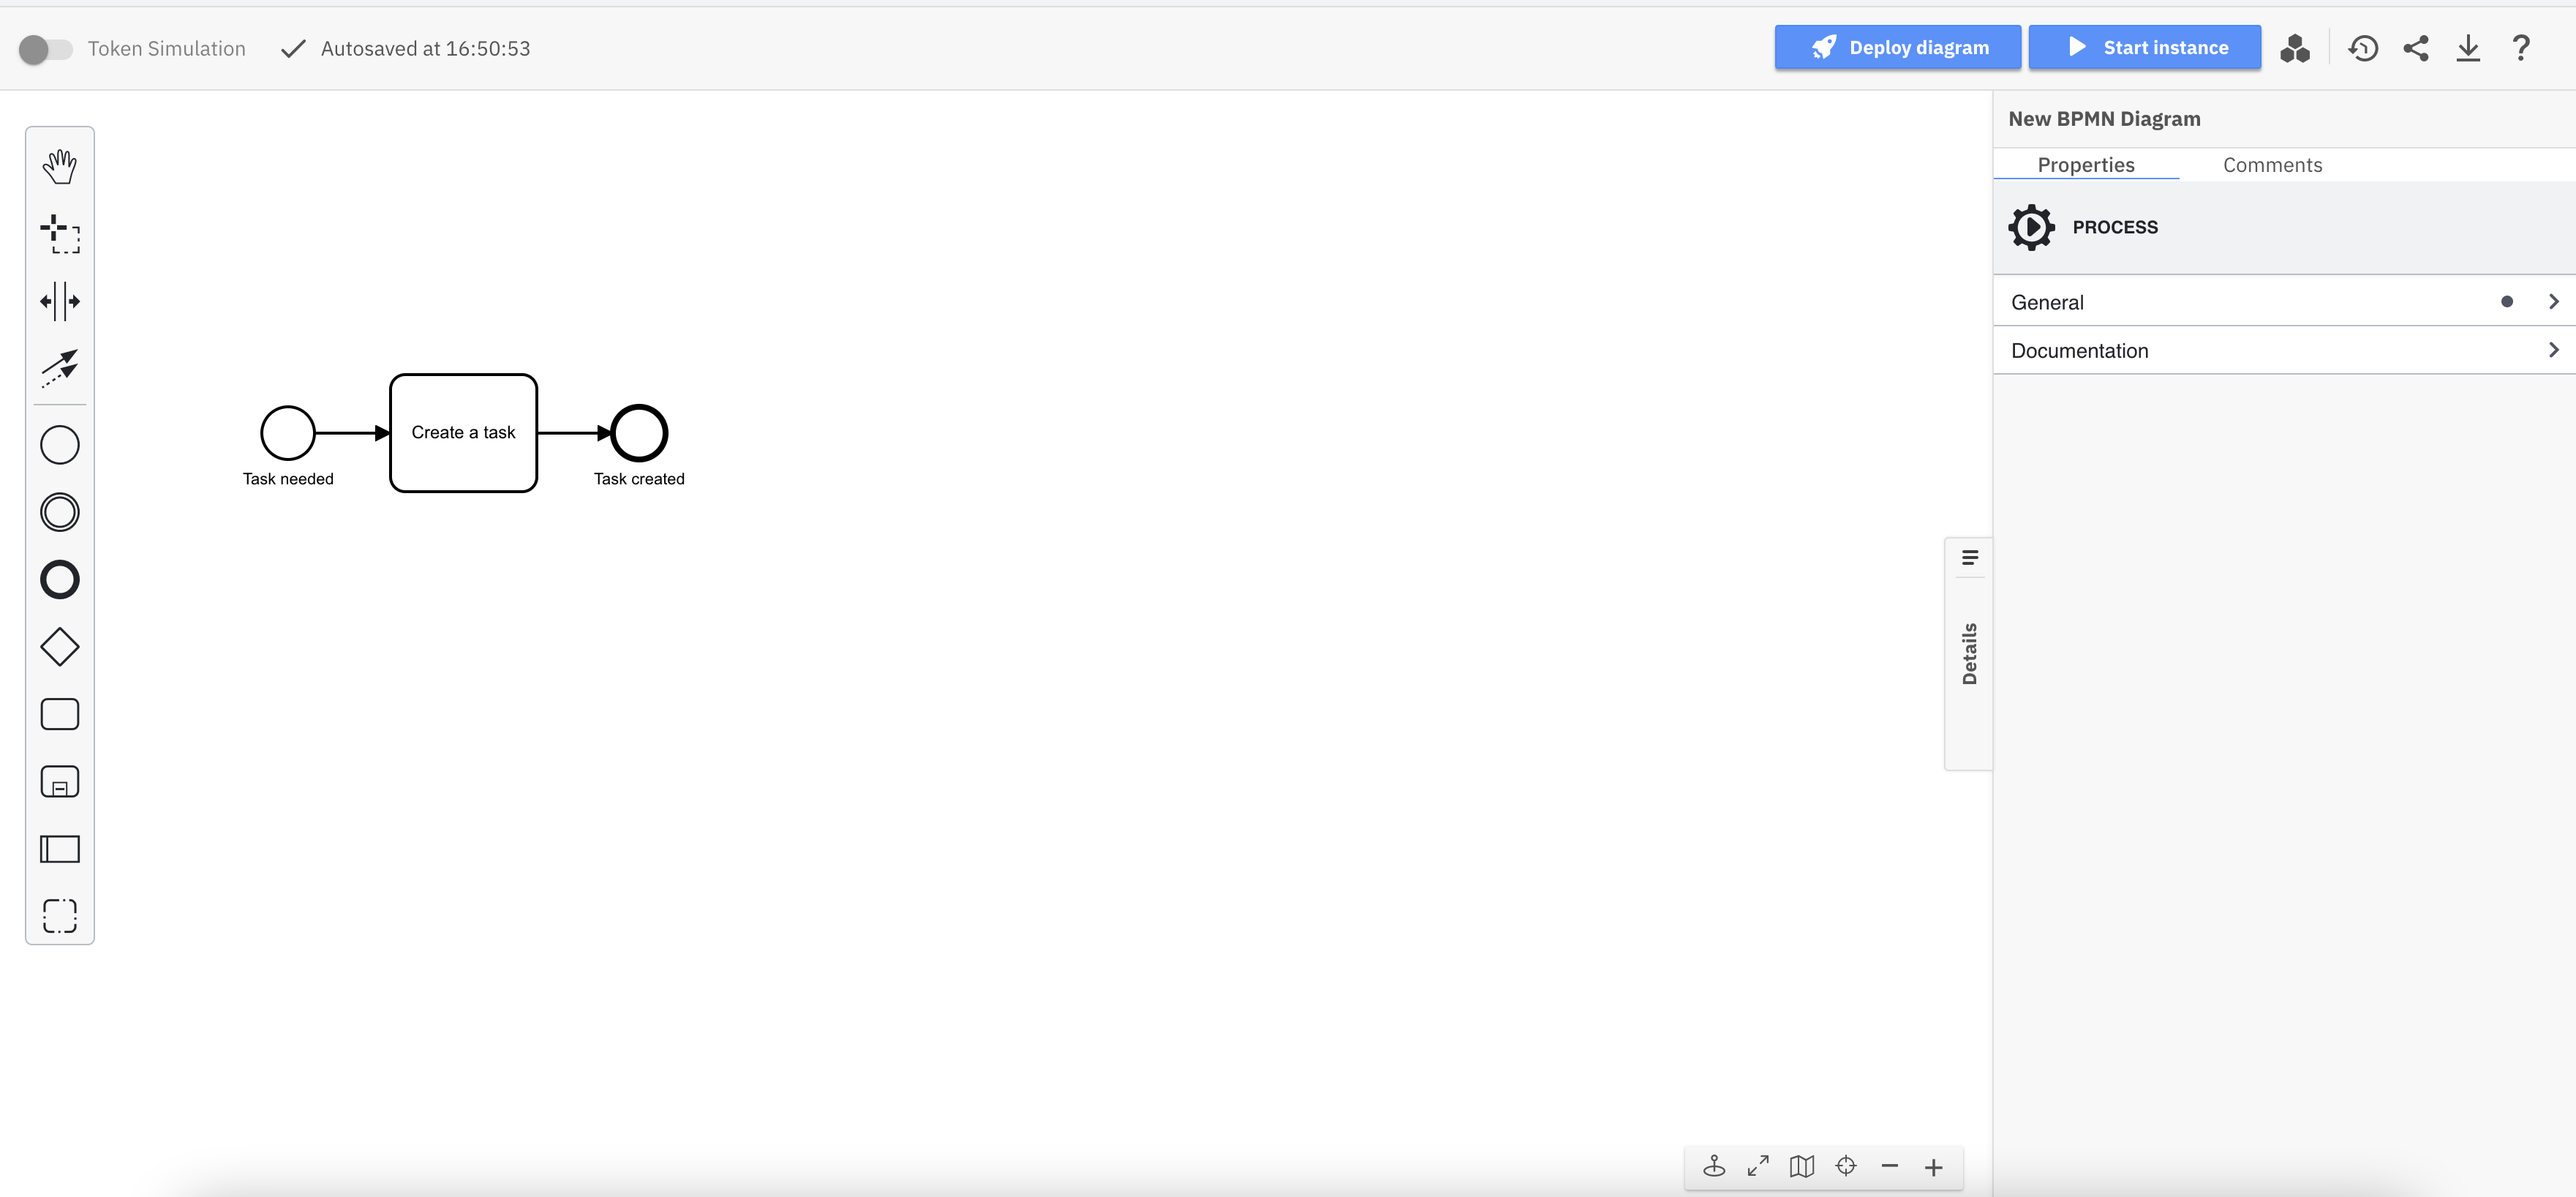 Token Simulation
Autosaved at 16:50:53
Deploy diagram
Start instance
?
New BPMN Diagram
Properties
Comments
PROCESS
General
Documentation
Create a task
Task needed
Task created
Details